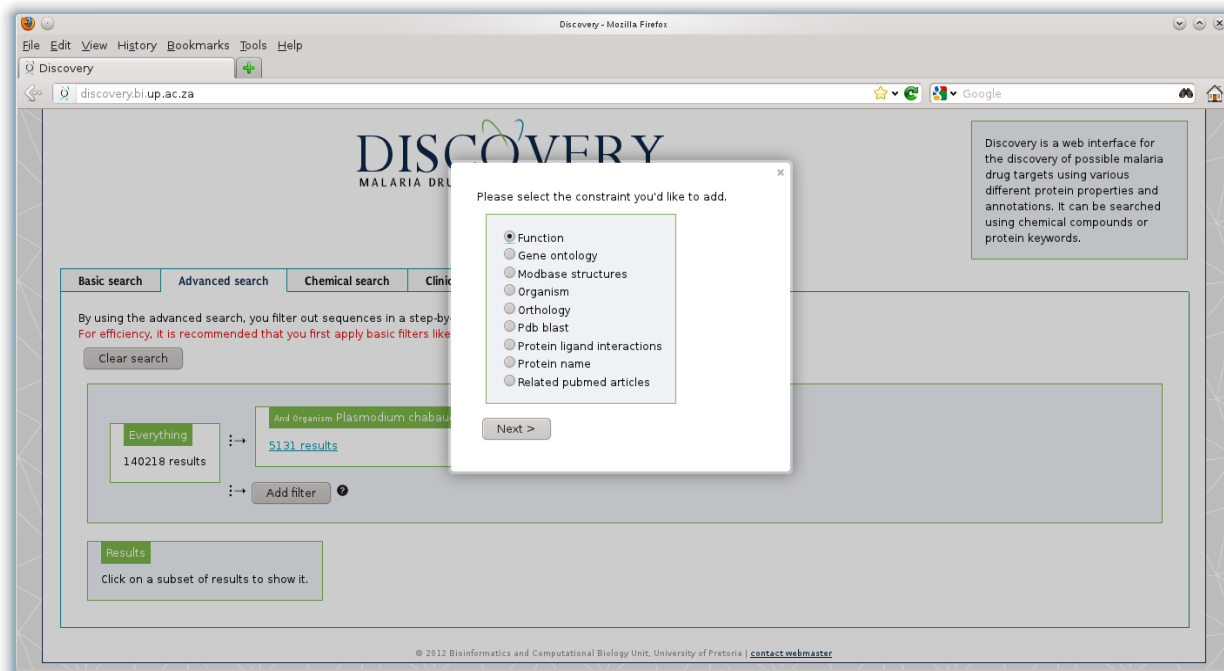 Discovery - Mozilla Firefox
File Edit View History Bookmarks Tools Help
Discovery
discovery.bi.up.ac.za
Google
DISCOVERY
MALARIA DRU
Discovery is a web interface for
the discovery of possible malaria
drug targets using various
different protein properties and
annotations. It can be searched
using chemical compounds or
protein keywords.
Please select the constraint you'd like to add.
Function
Gene ontology
Modbase structures
Organism
Orthology
Pdb blast
Protein ligand interactions
Protein name
Related pubmed articles
Next >
Basic search Advanced search Chemical search Clinic
By using the advanced search, you filter out sequences in a step-by-
For efficiency, it is recommended that you first apply basic filters like
Clear search
And Organism Plasmodium chabau
Everything
5131 results
140218 results
Add filter ?
Results
Click on a subset of results to show it.
© 2012 Bioinformatics and Computational Biology Unit, University of Pretoria | contact webmaster